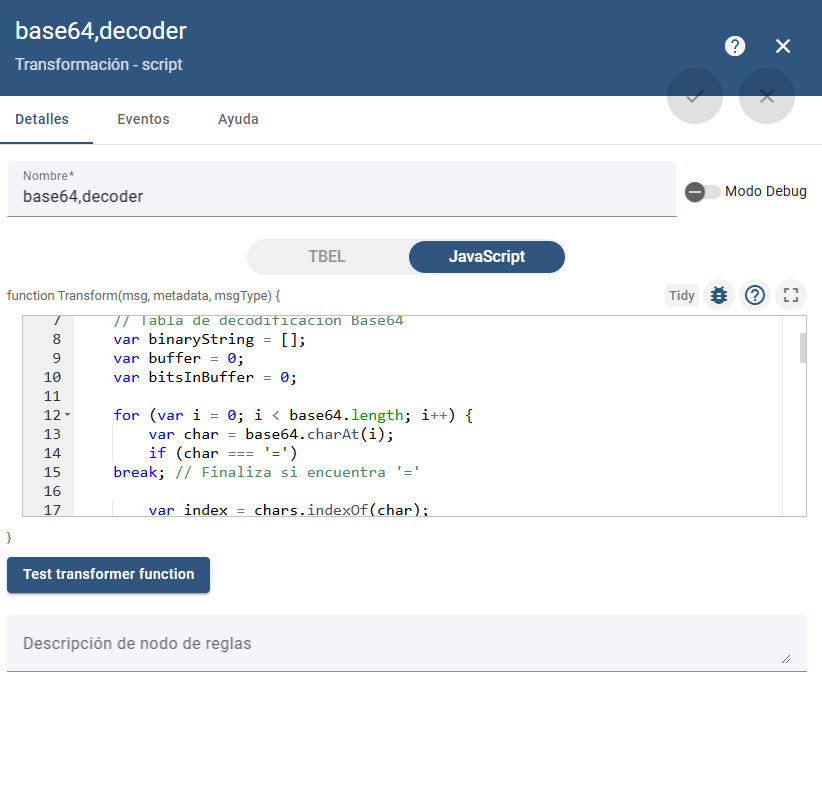 base64,decoder
Transformación - script
Detalles
Eventos
Ayuda
Nombre*
base64,decoder
Modo Debug
TBEL
JavaScript
function Transform(msg, metadata, msgType) {
Tidy
7 // Tabla de decodificacion Base64
8 var binaryString = [];
9 var buffer = 0;
10 var bitsInBuffer = 0;
11
12 for (var i = 0; i < base64.length; i++) {
13 var char = base64.charAt(i);
14 if (char === '=')
15 break; // Finaliza si encuentra '='
16
17 var index = chars.indexOf(char);
}
Test transformer function
Descripción de nodo de reglas